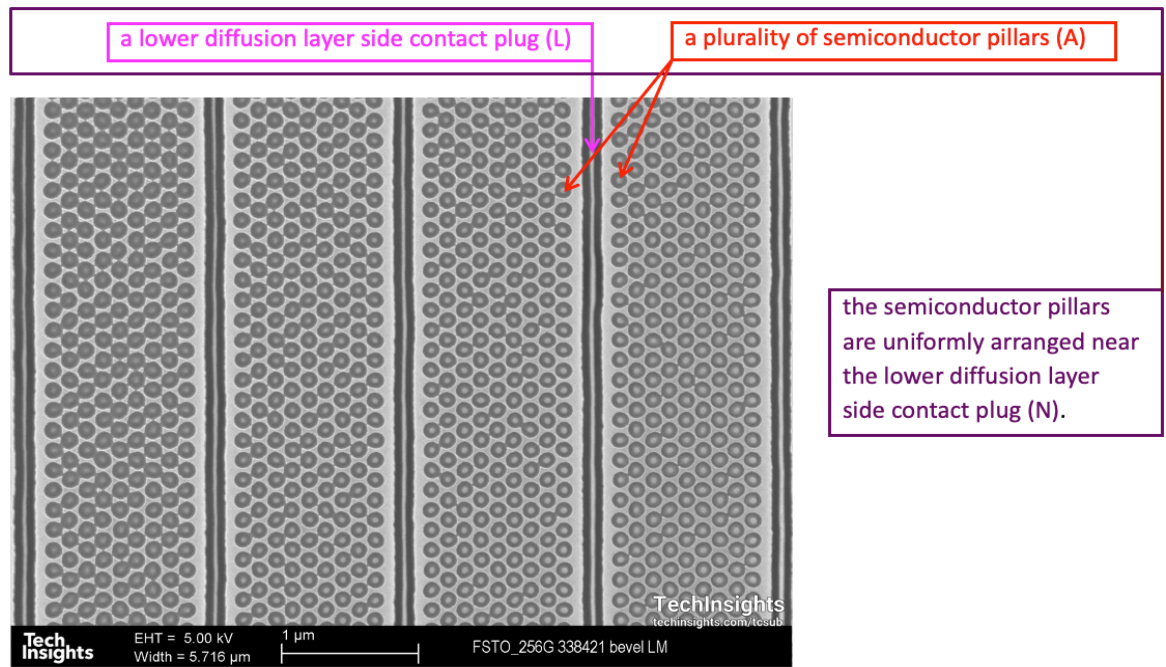 a lower diffusion layer side contact plug (L)
a plurality of semiconductor pillars (A)
the semiconductor pillars
are uniformly arranged near
the lower diffusion layer
side contact plug (N).
TechInsights
techinsights.com/tcsub
Tech
Insights
EHT = 5.00 kV
Width = 5.716 µm
1 µm
FSTO_256G 338421 bevel LM